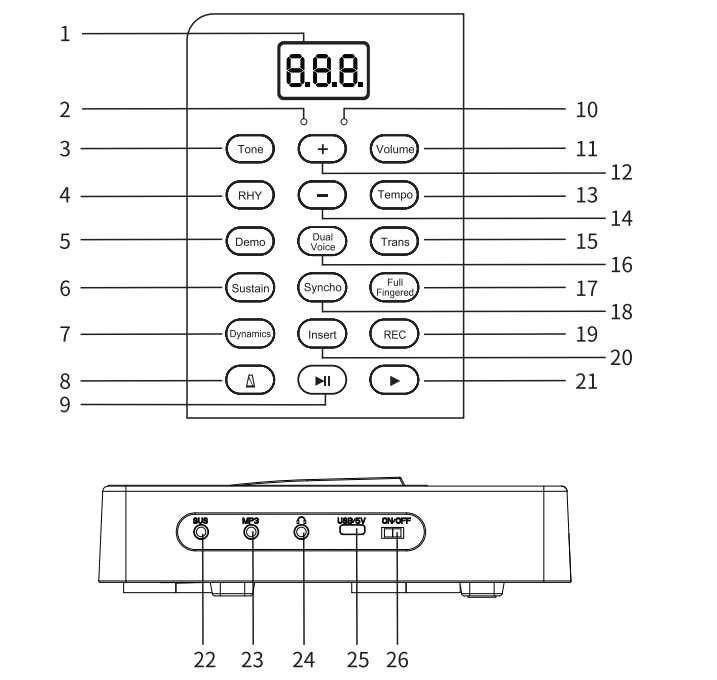 1
8.8.8.
2
10
3
Tone
+
Volume
11
12
4
RHY
−
Tempo
13
14
5
Demo
Dual
Voice
Trans
15
16
6
Sustain
Syncho
Full
Fingered
17
18
7
Dynamics
Insert
REC
19
20
8
21
9
SUS
MP3
USB/5V
ON/OFF
22
23
24
25
26